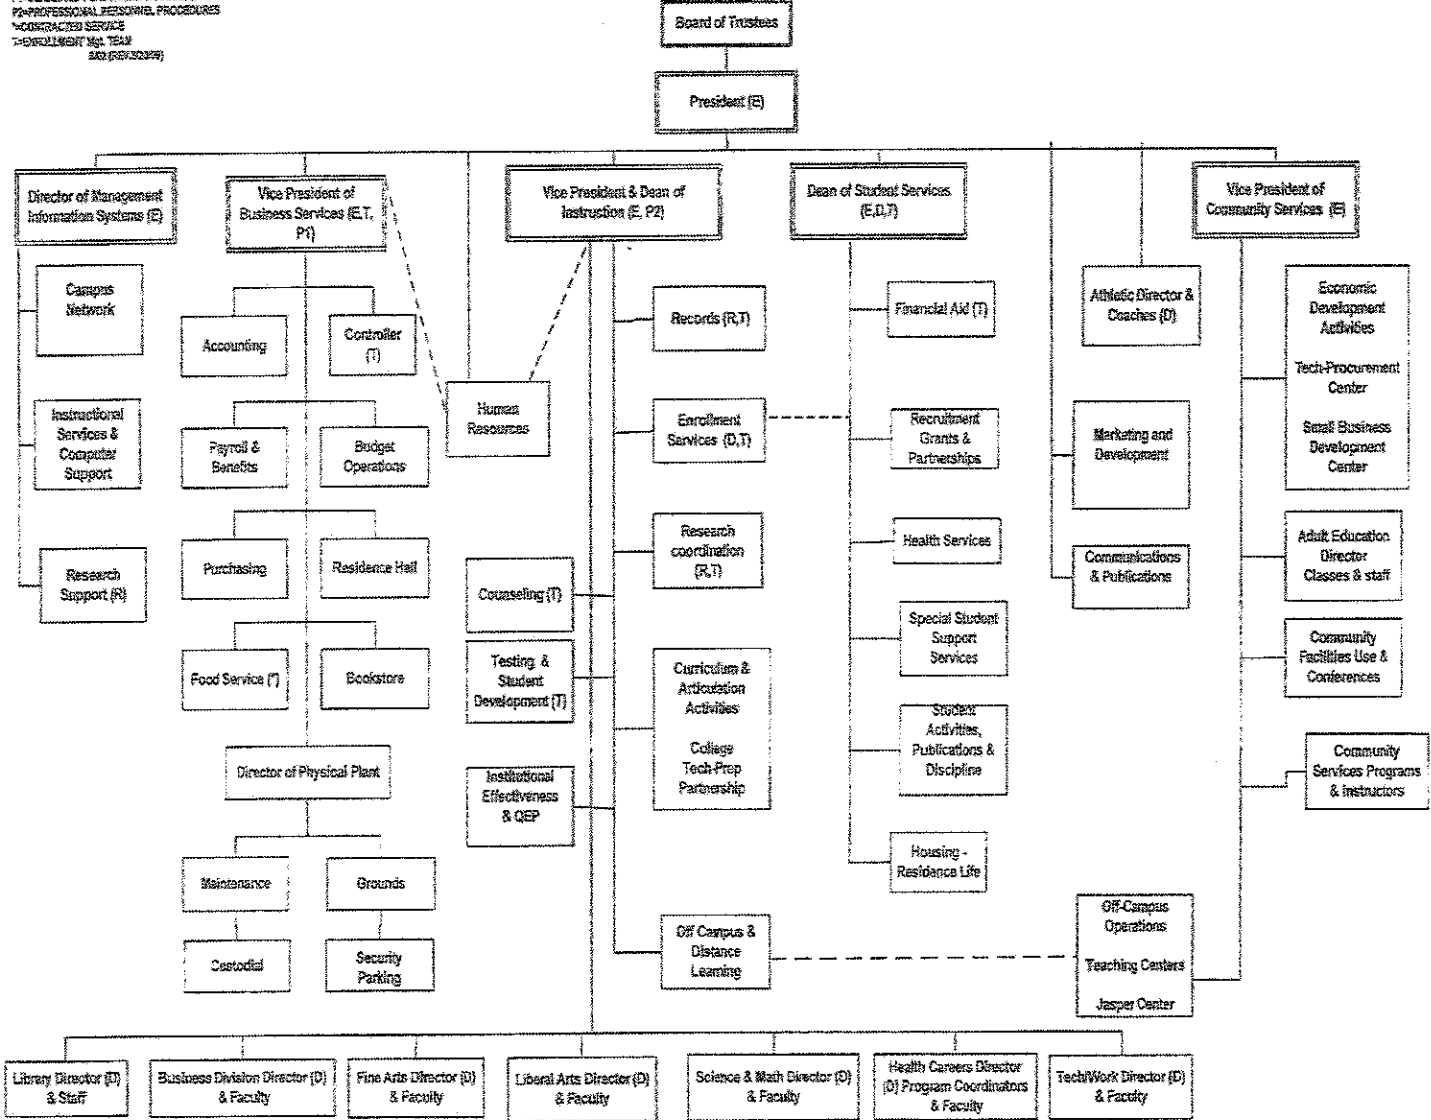 P2=PROFESSIONAL PERSONNEL PROCEDURES
*=CONTRACTED SERVICE
T=ENROLLMENT Mgt. TEAM
Board of Trustees
President (E)
Director of Management
Information Systems (E)
Vice President of
Business Services (E,T,
P1)
Vice President & Dean of
Instruction (E, P2)
Dean of Student Services
(E,D,T)
Vice President of
Community Services (E)
Campus
Network
Instructional
Services &
Computer
Support
Research
Support (R)
Accounting
Controller
(T)
Payroll &
Benefits
Budget
Operations
Purchasing
Residence Hall
Food Service (*)
Bookstore
Director of Physical Plant
Maintenance
Grounds
Custodial
Security
Parking
Human
Resources
Counseling (T)
Testing &
Student
Development (T)
Institutional
Effectiveness
& QEP
Records (R,T)
Enrollment
Services (D,T)
Research
coordination
(R,T)
Curriculum &
Articulation
Activities
College
Tech-Prep
Partnership
Off Campus &
Distance
Learning
Financial Aid (T)
Recruitment
Grants &
Partnerships
Health Services
Special Student
Support
Services
Student
Activities,
Publications &
Discipline
Housing -
Residence Life
Athletic Director &
Coaches (D)
Marketing and
Development
Communications
& Publications
Economic
Development
Activities
Tech-Procurement
Center
Small Business
Development
Center
Adult Education
Director
Classes & staff
Community
Facilities Use &
Conferences
Community
Services Programs
& Instructors
Off-Campus
Operations
Teaching Centers
Jasper Center
Library Director (D)
& Staff
Business Division Director (D)
& Faculty
Fine Arts Director (D)
& Faculty
Liberal Arts Director (D)
& Faculty
Science & Math Director (D)
& Faculty
Health Careers Director
(D) Program Coordinators
& Faculty
Tech/Work Director (D)
& Faculty